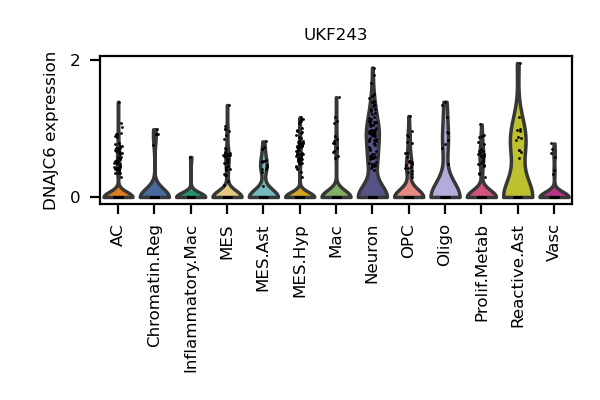 UKF243
DNAJC6 expression
2
0
AC
Chromatin.Reg
Inflammatory.Mac
MES
MES.Ast
MES.Hyp
Mac
Neuron
OPC
Oligo
Prolif.Metab
Reactive.Ast
Vasc